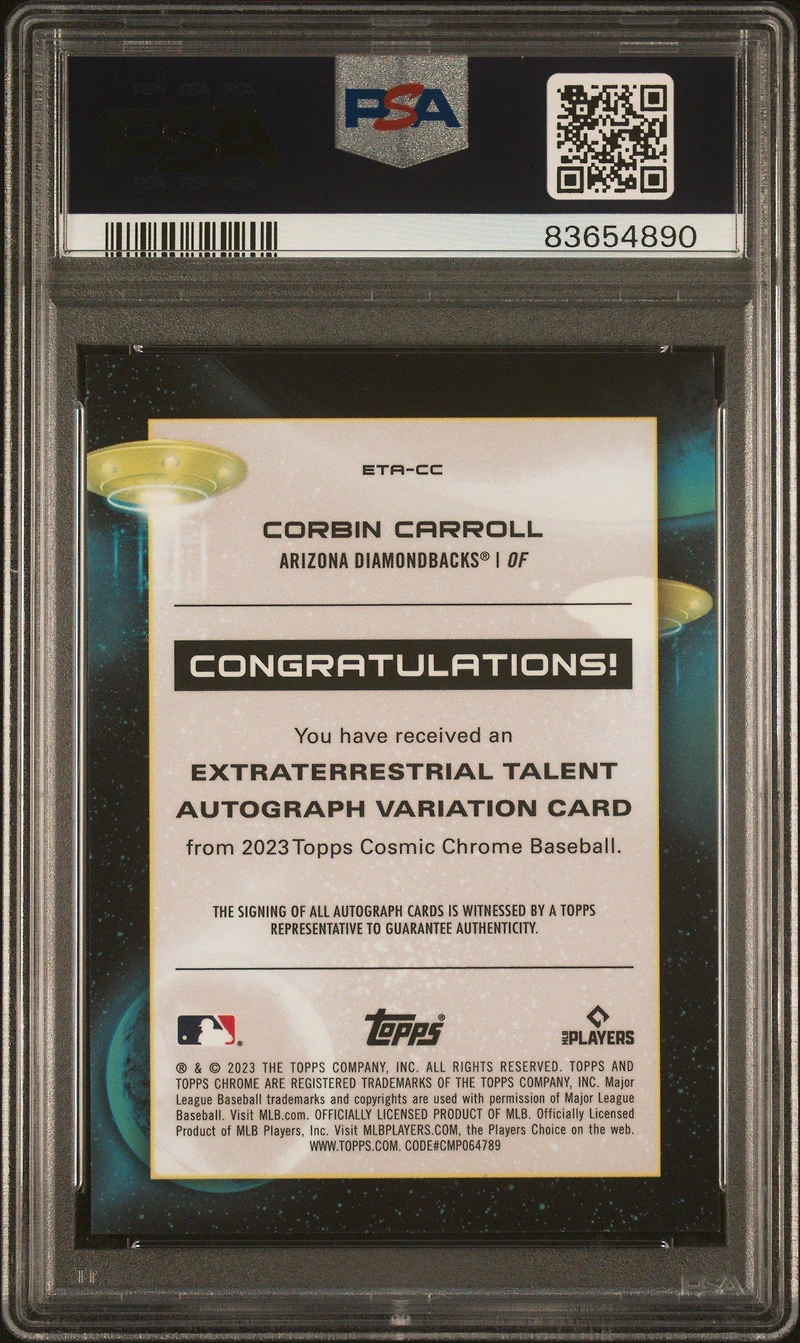 PSA
83654890
ETA-CC
CORBIN CARROLL
ARIZONA DIAMONDBACKS® | OF
CONGRATULATIONS!
You have received an
EXTRATERRESTRIAL TALENT
AUTOGRAPH VARIATION CARD
from 2023 Topps Cosmic Chrome Baseball.
THE SIGNING OF ALL AUTOGRAPH CARDS IS WITNESSED BY A TOPPS
REPRESENTATIVE TO GUARANTEE AUTHENTICITY.
topps® MLB PLAYERS
® & © 2023 THE TOPPS COMPANY, INC. ALL RIGHTS RESERVED. TOPPS AND
TOPPS CHROME ARE REGISTERED TRADEMARKS OF THE TOPPS COMPANY, INC. Major
League Baseball trademarks and copyrights are used with permission of Major League
Baseball. Visit MLB.com. OFFICIALLY LICENSED PRODUCT OF MLB. Officially Licensed
Product of MLB Players, Inc. Visit MLBPLAYERS.COM, the Players Choice on the web.
WWW.TOPPS.COM. CODE#CMP064789
PSA